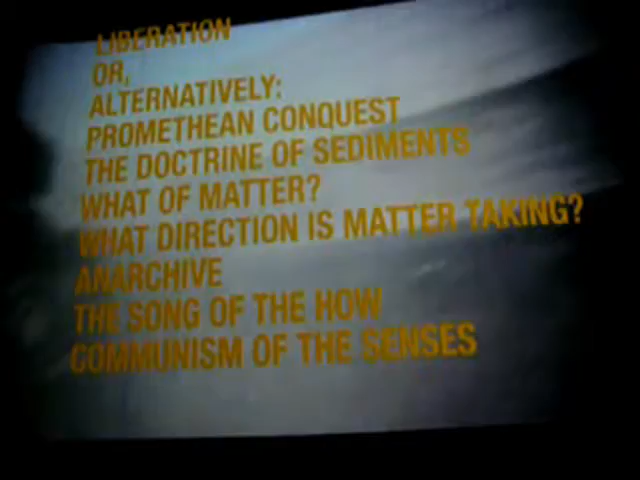 LIBERATION
OR,
ALTERNATIVELY:
PROMETHEAN CONQUEST
THE DOCTRINE OF SEDIMENTS
WHAT OF MATTER?
WHAT DIRECTION IS MATTER TAKING?
ANARCHIVE
THE SONG OF THE HOW
COMMUNISM OF THE SENSES